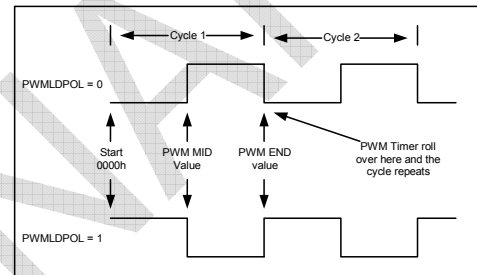 Cycle 1
Cycle 2
PWMLDPOL = 0
Start
0000h
PWM MID
Value
PWM END
value
PWM Timer roll
over here and the
cycle repeats
PWMLDPOL = 1